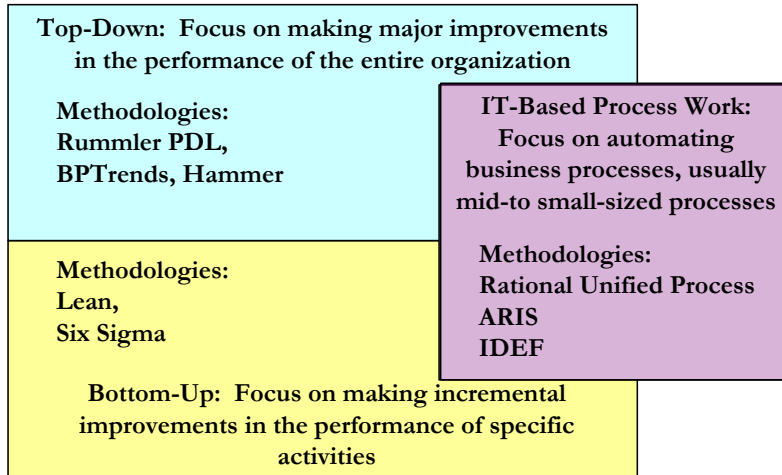 Top-Down:  Focus on making major improvements
in the performance of the entire organization
Methodologies:
Rummler PDL,
BPTrends, Hammer
IT-Based Process Work:
Focus on automating
business processes, usually
mid-to small-sized processes
Methodologies:
Rational Unified Process
ARIS
IDEF
Methodologies:
Lean,
Six Sigma
Bottom-Up:  Focus on making incremental
improvements in the performance of specific
activities